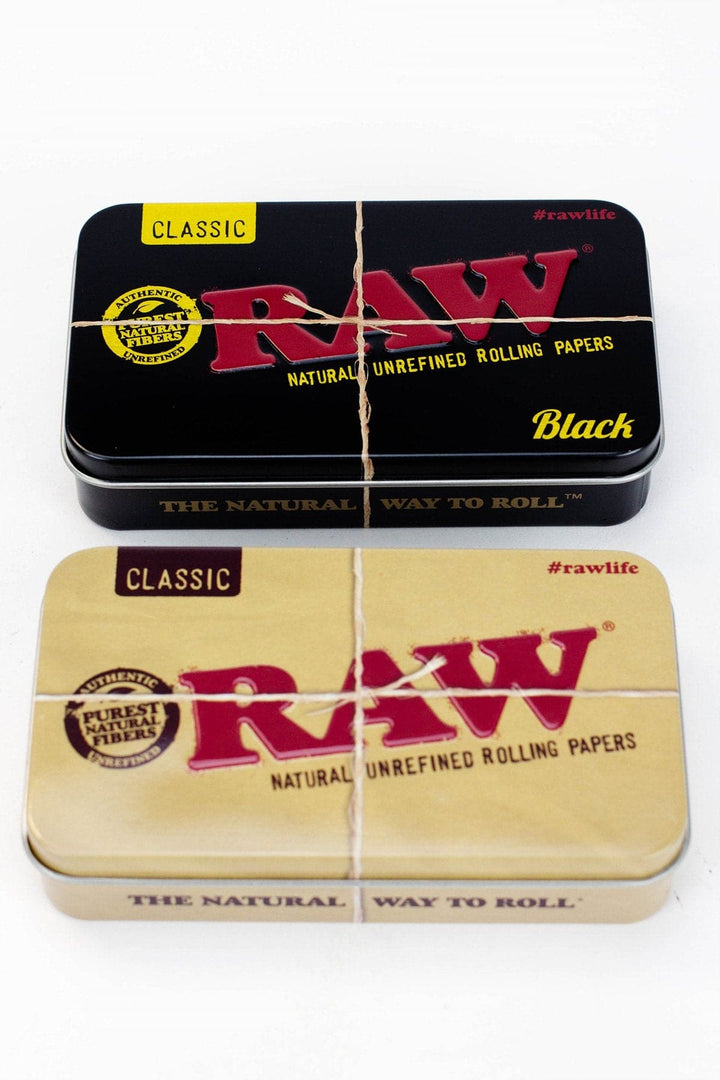 CLASSIC
#rawlife
RAW®
AUTHENTIC
PUREST
NATURAL
FIBERS
UNREFINED
NATURAL UNREFINED ROLLING PAPERS
Black
THE NATURAL WAY TO ROLL™
CLASSIC
#rawlife
RAW®
AUTHENTIC
PUREST
NATURAL
FIBERS
UNREFINED
NATURAL UNREFINED ROLLING PAPERS
THE NATURAL WAY TO ROLL